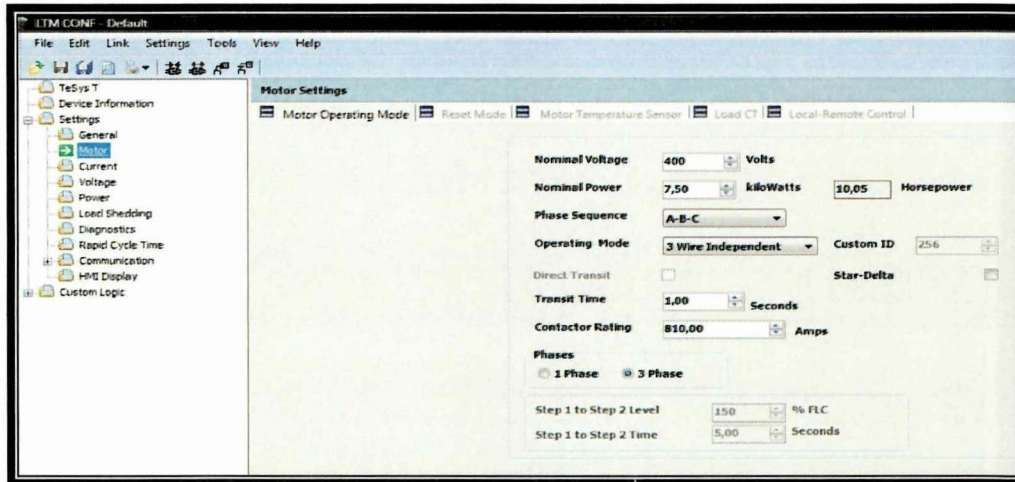 LTM CONF - Default
File Edit Link Settings Tools View Help
TeSys T
Device Information
Settings
General
Motor
Current
Voltage
Power
Load Shedding
Diagnostics
Rapid Cycle Time
Communication
HMI Display
Custom Logic
Motor Settings
Motor Operating Mode Reset Mode Motor Temperature Sensor Load CT Local-Remote Control
Nominal Voltage 400 Volts
Nominal Power 7,50 kiloWatts 10,05 Horsepower
Phase Sequence A-B-C
Operating Mode 3 Wire Independent Custom ID 256
Direct Transit Star-Delta
Transit Time 1,00 Seconds
Contactor Rating 810,00 Amps
Phases
1 Phase 3 Phase
Step 1 to Step 2 Level 150 % FLC
Step 1 to Step 2 Time 5,00 Seconds